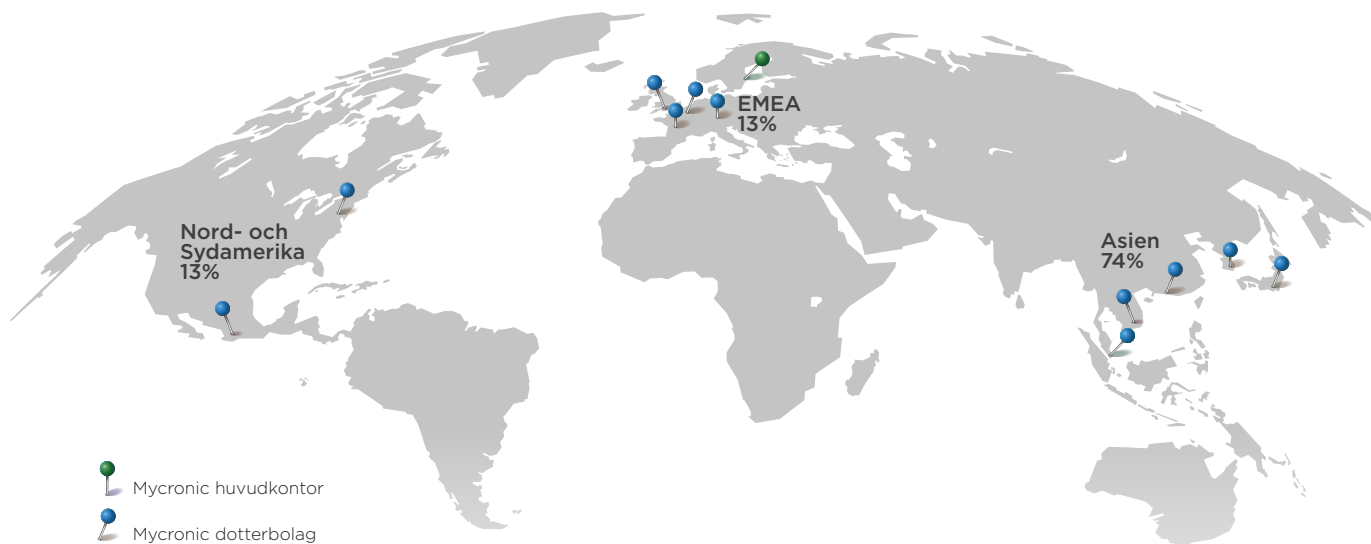 EMEA
13%
Nord- och
Sydamerika
13%
Asien
74%
Mycronic huvudkontor
Mycronic dotterbolag